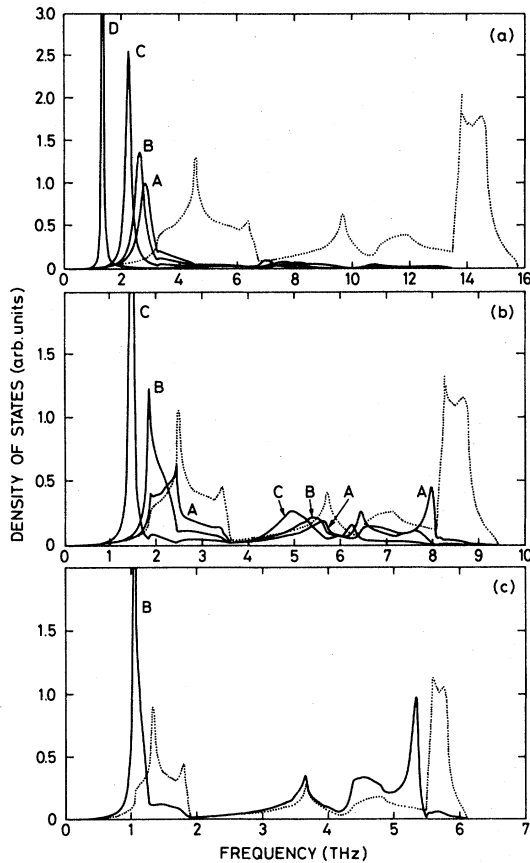 3.0
D
C
(a)
2.5
2.0
1.5
B
A
1.0
0.5
0
0 2 4 6 8 10 12 14 16
C
(b)
1.5
B
1.0
A
0.5
C B A A
0
0 1 2 3 4 5 6 7 8 9 10
(c)
B
1.5
1.0
0.5
0
0 1 2 3 4 5 6 7
DENSITY OF STATES (arb.units)
FREQUENCY (THz)